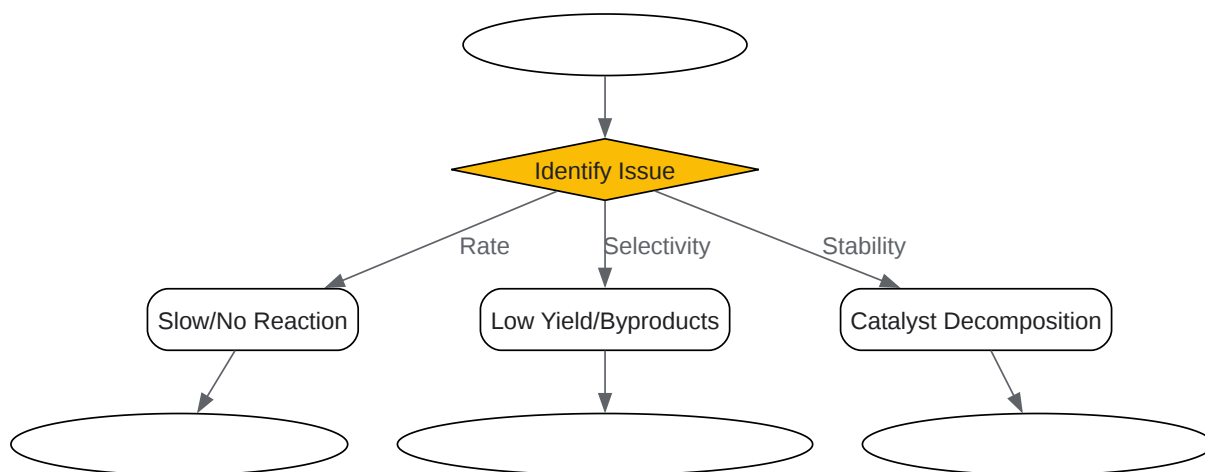 Identify Issue
Rate
Selectivity
Stability
Slow/No Reaction
Low Yield/Byproducts
Catalyst Decomposition